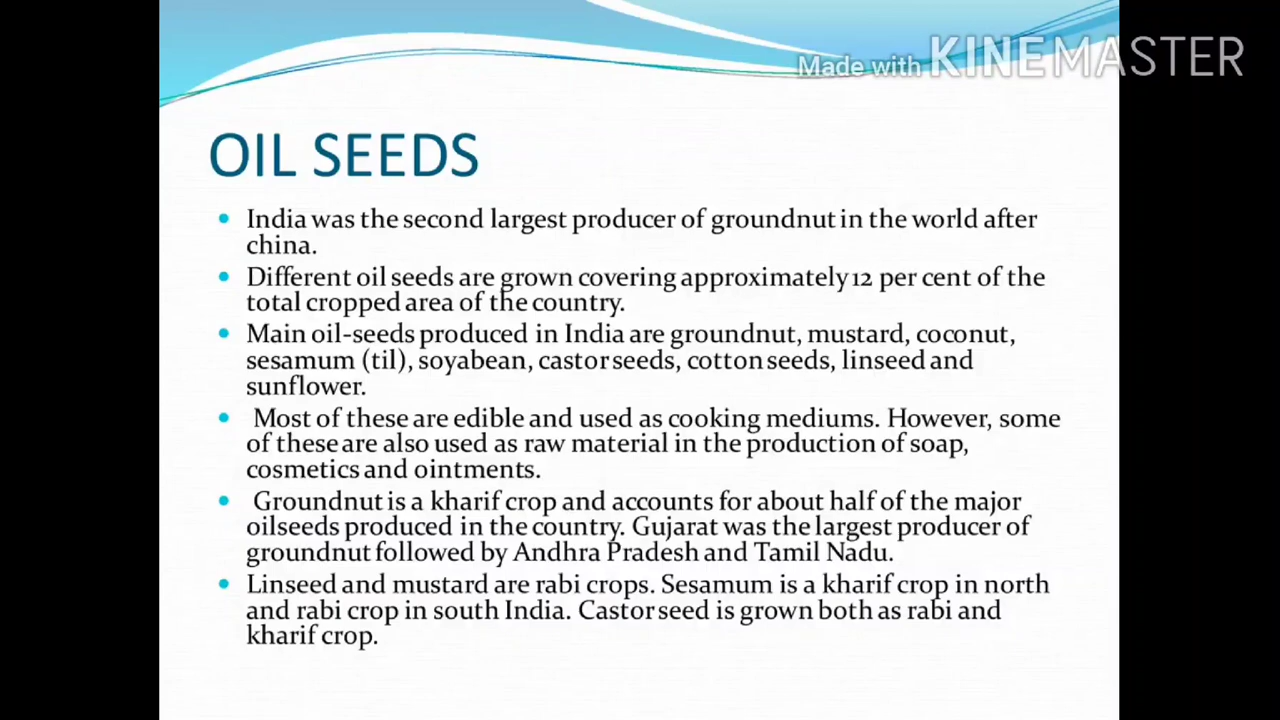 Made with KINEMASTER
OIL SEEDS
• India was the second largest producer of groundnut in the world after
china.
• Different oil seeds are grown covering approximately 12 per cent of the
total cropped area of the country.
• Main oil-seeds produced in India are groundnut, mustard, coconut,
sesamum (til), soyabean, castor seeds, cotton seeds, linseed and
sunflower.
• Most of these are edible and used as cooking mediums. However, some
of these are also used as raw material in the production of soap,
cosmetics and ointments.
• Groundnut is a kharif crop and accounts for about half of the major
oilseeds produced in the country. Gujarat was the largest producer of
groundnut followed by Andhra Pradesh and Tamil Nadu.
• Linseed and mustard are rabi crops. Sesamum is a kharif crop in north
and rabi crop in south India. Castor seed is grown both as rabi and
kharif crop.